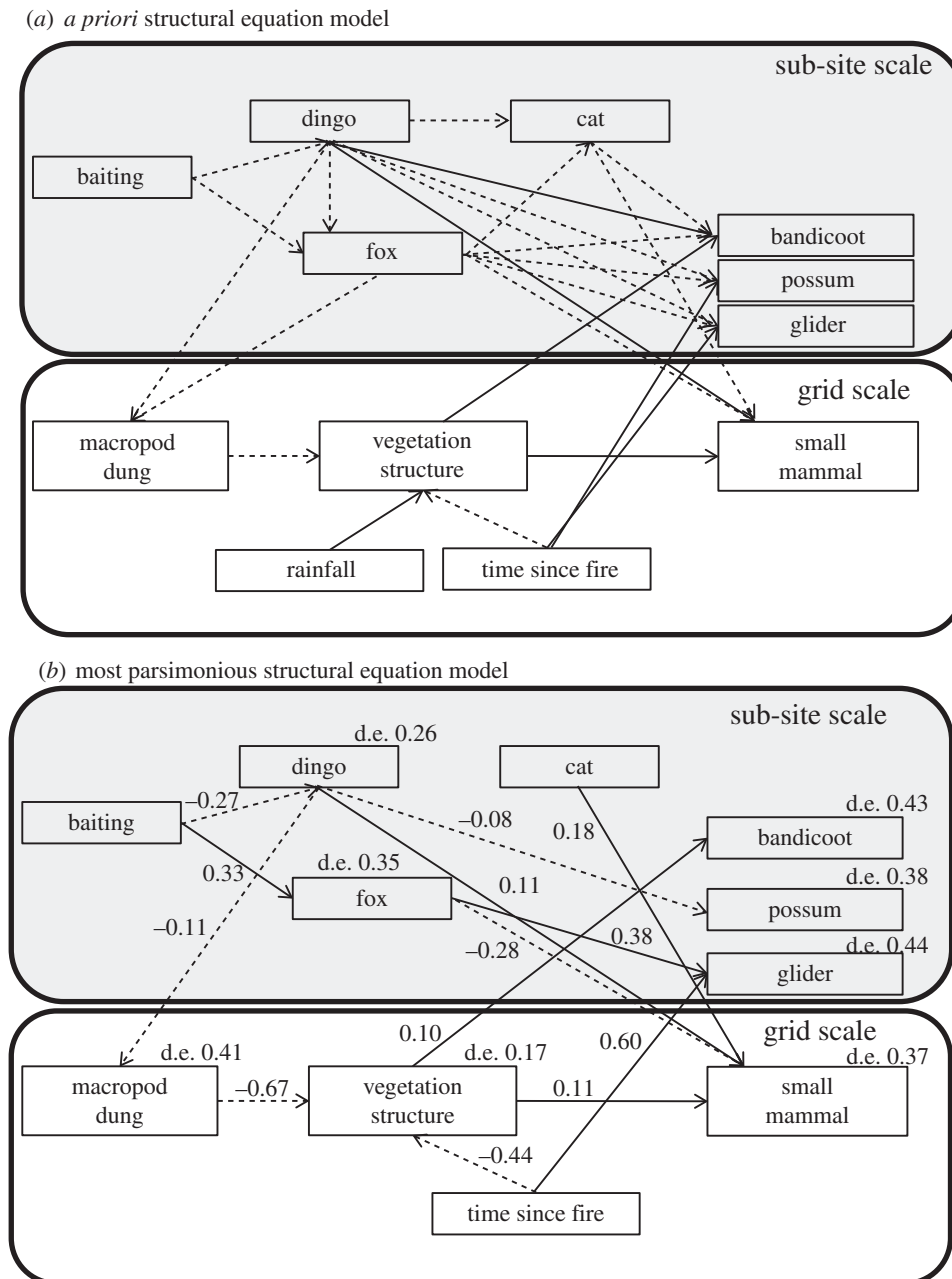 (a) a priori structural equation model
sub-site scale
dingo
cat
baiting
bandicoot
fox
possum
glider
grid scale
macropod
dung
vegetation
structure
small
mammal
rainfall
time since fire
(b) most parsimonious structural equation model
sub-site scale
d.e. 0.26
dingo
cat
–0.27
baiting
–0.08
0.18
d.e. 0.43
bandicoot
0.33
d.e. 0.35
fox
0.11
d.e. 0.38
possum
–0.11
–0.28
0.38
d.e. 0.44
glider
grid scale
0.10
0.60
d.e. 0.41
d.e. 0.17
d.e. 0.37
macropod
dung
–0.67
vegetation
structure
0.11
small
mammal
–0.44
time since fire